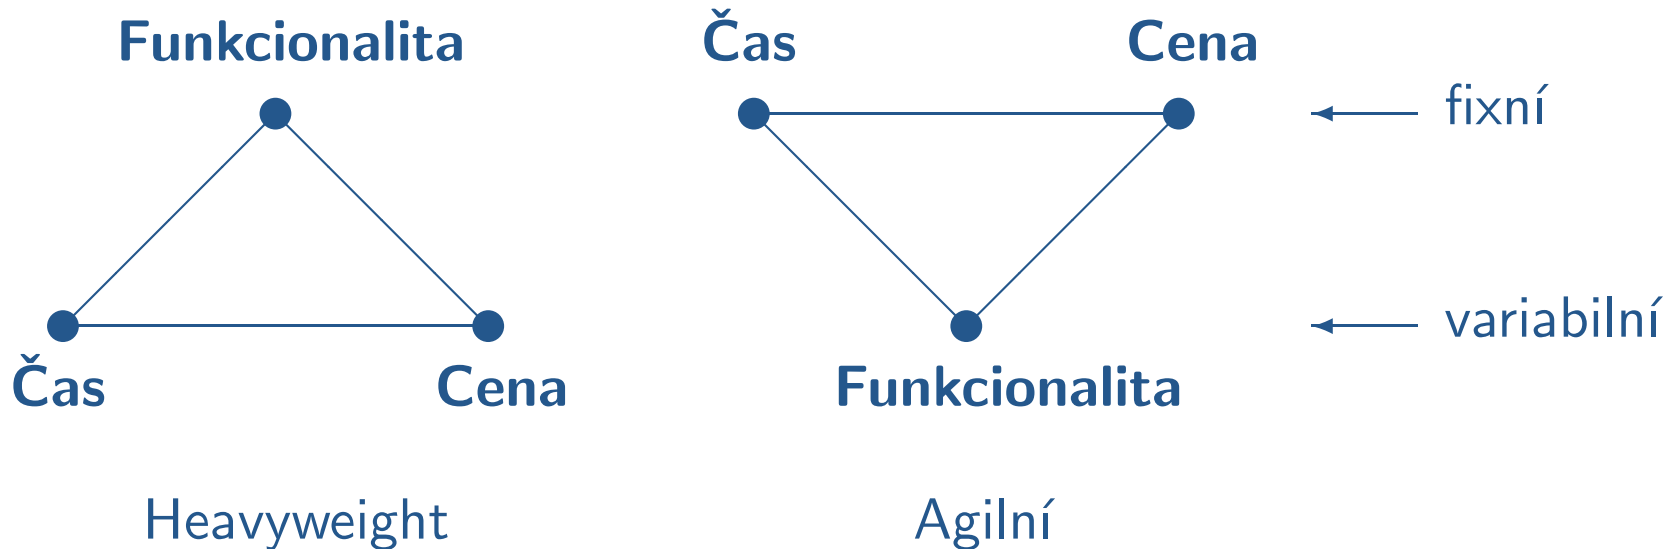 Funkcionalita
Čas
Cena
Heavyweight
Čas
Cena
Funkcionalita
Agilní
fixní
variabilní